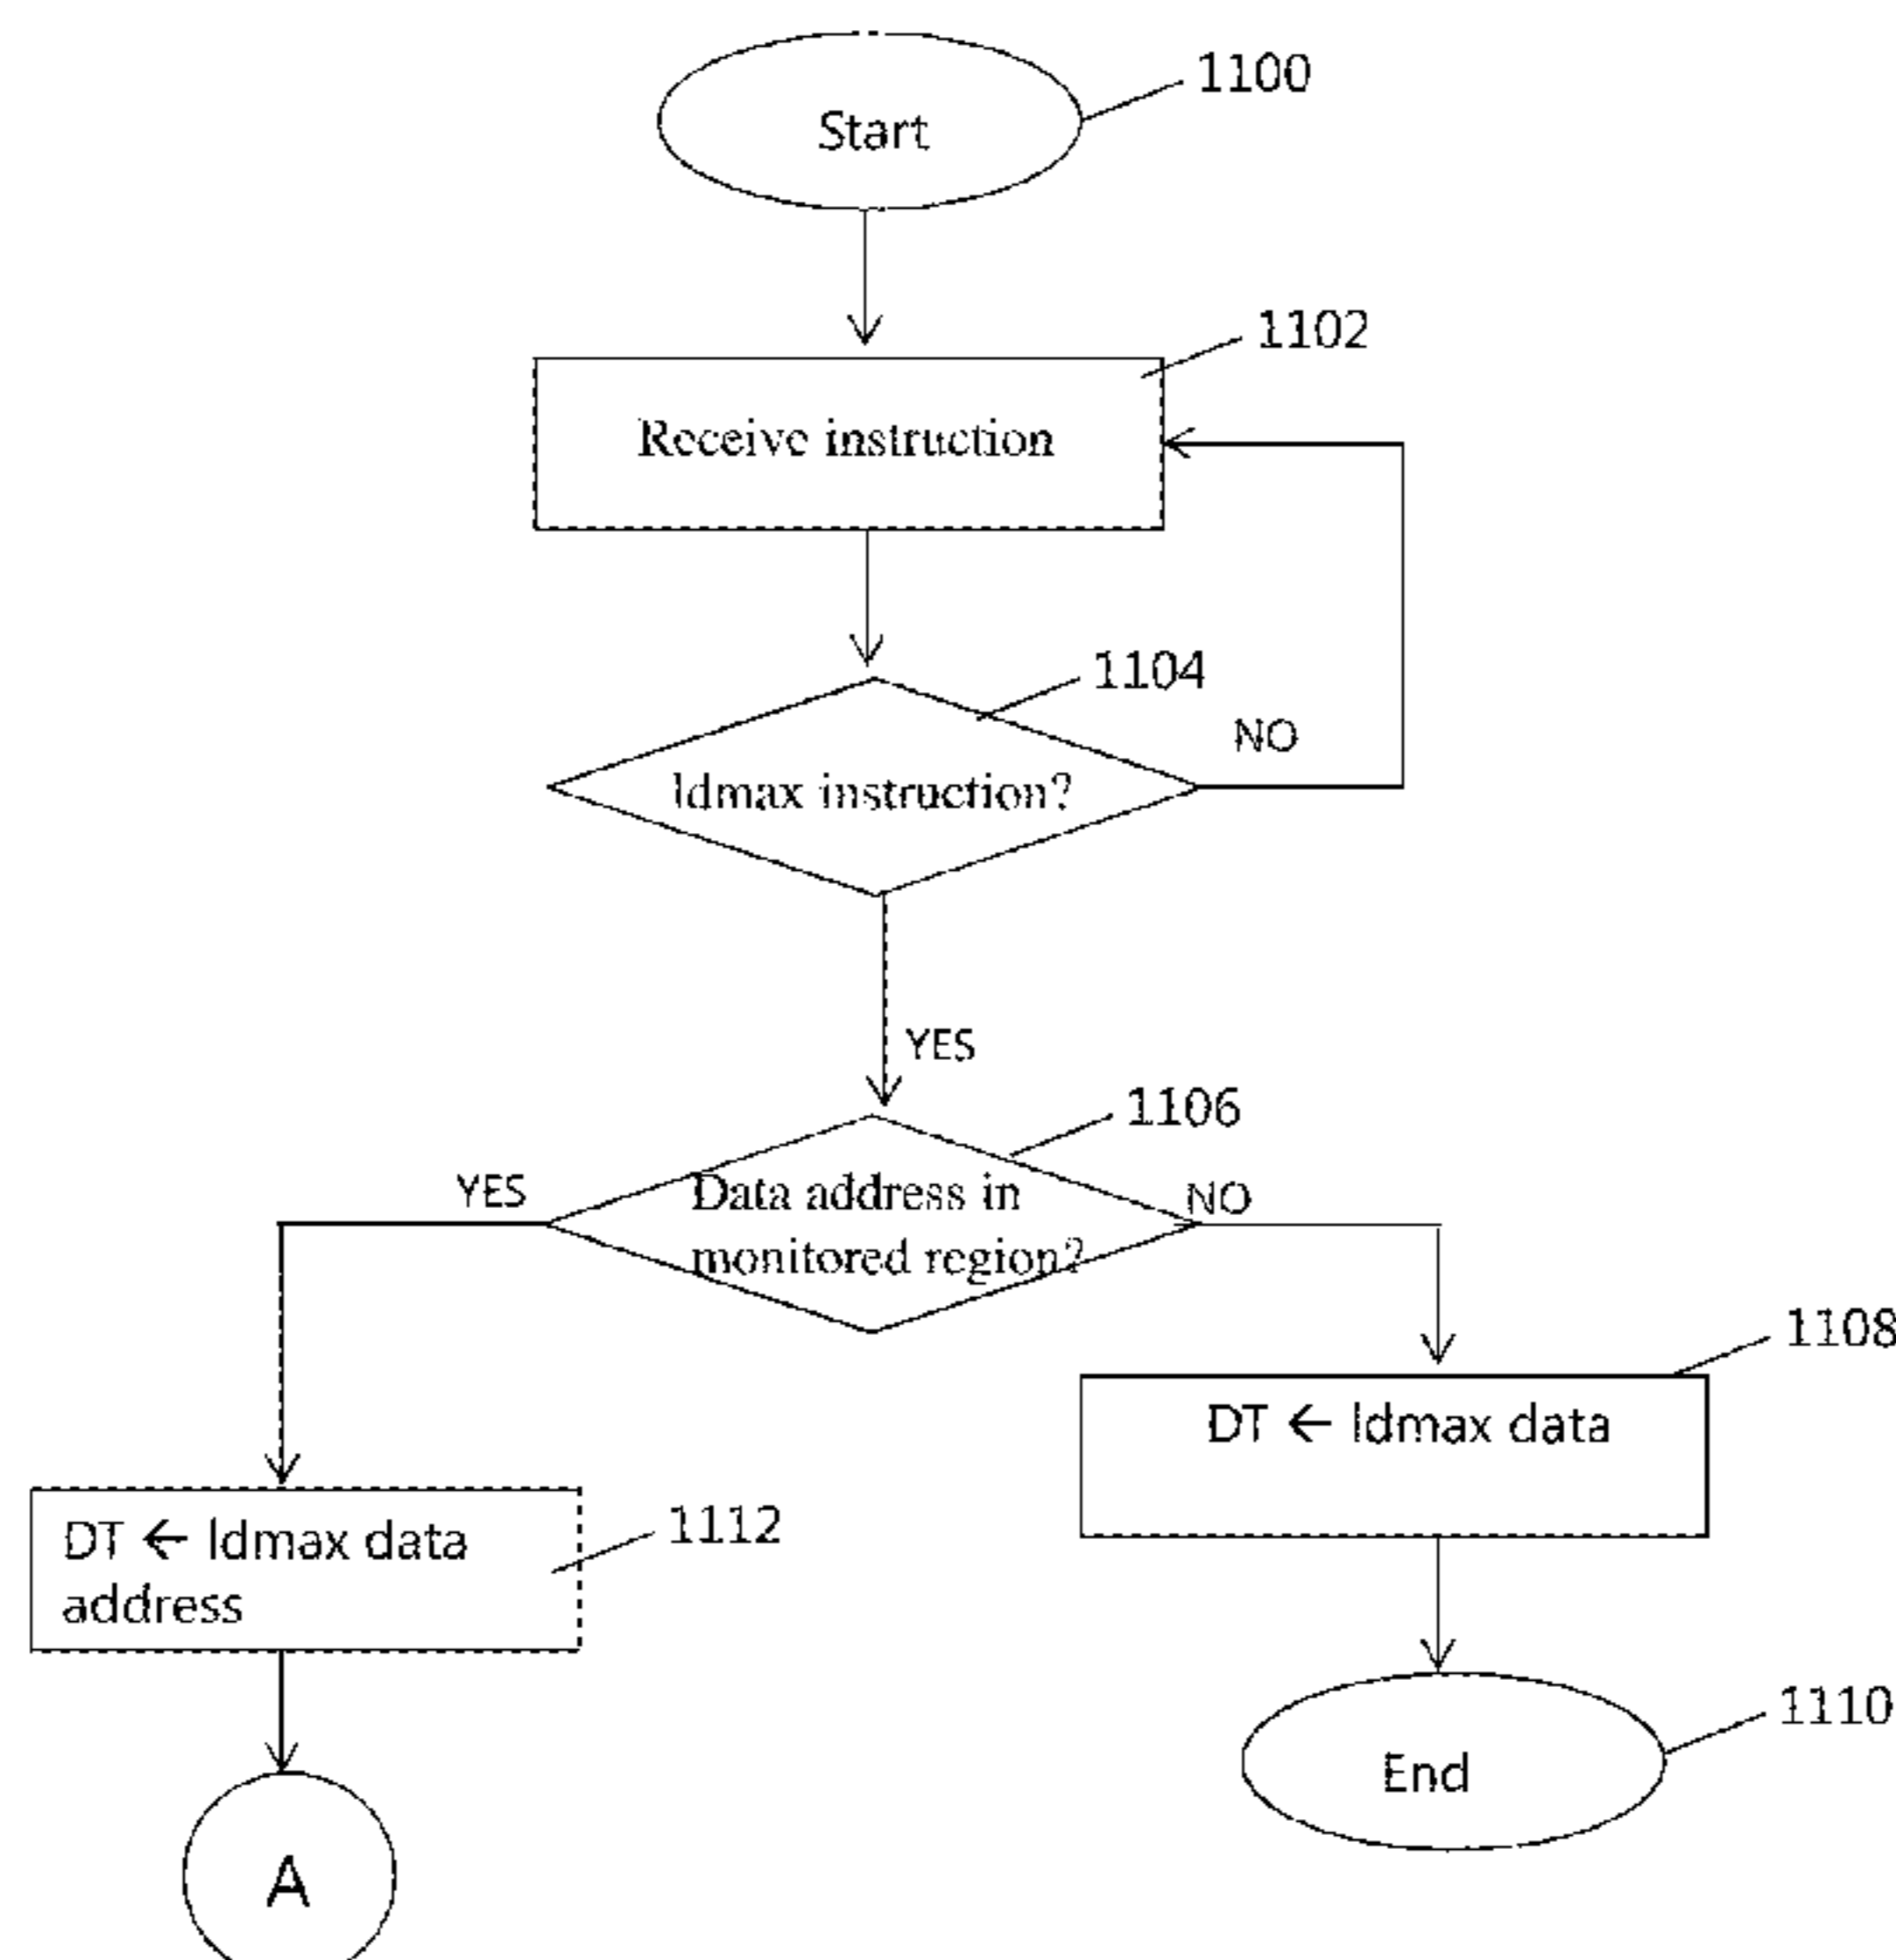 1100
Start
1102
Receive instruction
1104
NO
ldmax instruction?
YES
1106
YES
Data address in
NO
monitored region?
1108
DT ← ldmax data
1112
DT ← ldmax data
address
1110
End
A